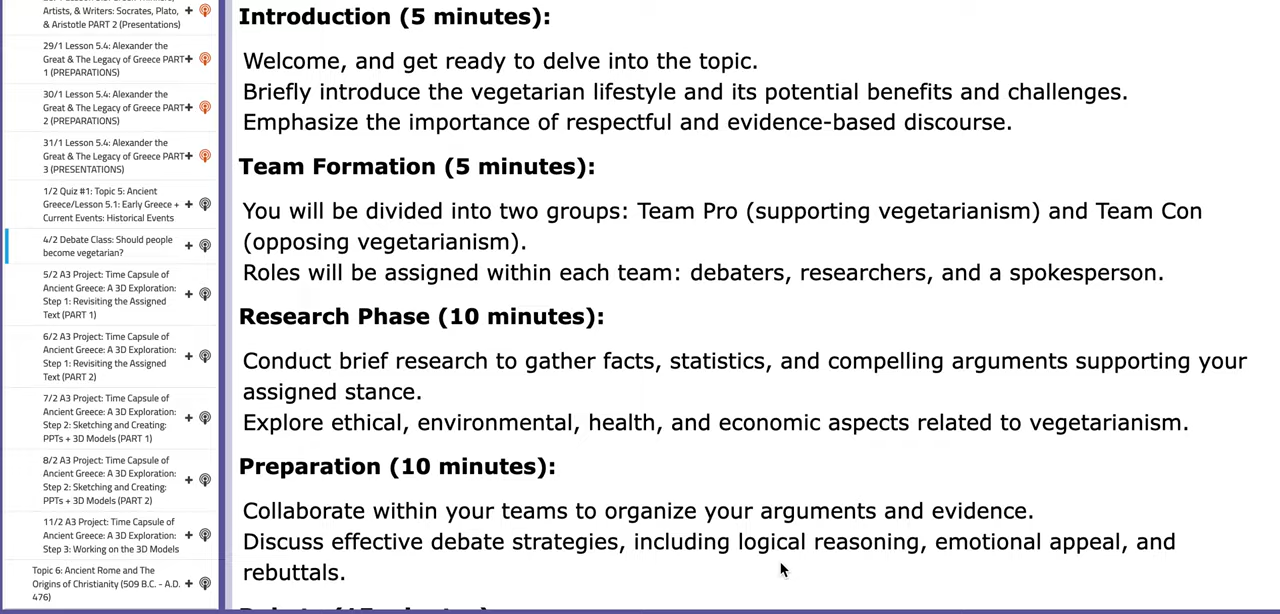 Artists, & Writers: Socrates, Plato,
& Aristotle PART 2 (Presentations)
29/1 Lesson 5.4: Alexander the
Great & The Legacy of Greece PART
1 (PREPARATIONS)
30/1 Lesson 5.4: Alexander the
Great & The Legacy of Greece PART
2 (PREPARATIONS)
31/1 Lesson 5.4: Alexander the
Great & The Legacy of Greece PART
3 (PRESENTATIONS)
1/2 Quiz #1: Topic 5: Ancient
Greece/Lesson 5.1: Early Greece +
Current Events: Historical Events
4/2 Debate Class: Should people
become vegetarian?
5/2 A3 Project: Time Capsule of
Ancient Greece: A 3D Exploration:
Step 1: Revisiting the Assigned
Text (PART 1)
6/2 A3 Project: Time Capsule of
Ancient Greece: A 3D Exploration:
Step 1: Revisiting the Assigned
Text (PART 2)
7/2 A3 Project: Time Capsule of
Ancient Greece: A 3D Exploration:
Step 2: Sketching and Creating:
PPTs + 3D Models (PART 1)
8/2 A3 Project: Time Capsule of
Ancient Greece: A 3D Exploration:
Step 2: Sketching and Creating:
PPTs + 3D Models (PART 2)
11/2 A3 Project: Time Capsule of
Ancient Greece: A 3D Exploration:
Step 3: Working on the 3D Models
Topic 6: Ancient Rome and The
Origins of Christianity (509 B.C. - A.D.
476)
Introduction (5 minutes):
Welcome, and get ready to delve into the topic.
Briefly introduce the vegetarian lifestyle and its potential benefits and challenges.
Emphasize the importance of respectful and evidence-based discourse.
Team Formation (5 minutes):
You will be divided into two groups: Team Pro (supporting vegetarianism) and Team Con
(opposing vegetarianism).
Roles will be assigned within each team: debaters, researchers, and a spokesperson.
Research Phase (10 minutes):
Conduct brief research to gather facts, statistics, and compelling arguments supporting your
assigned stance.
Explore ethical, environmental, health, and economic aspects related to vegetarianism.
Preparation (10 minutes):
Collaborate within your teams to organize your arguments and evidence.
Discuss effective debate strategies, including logical reasoning, emotional appeal, and
rebuttals.